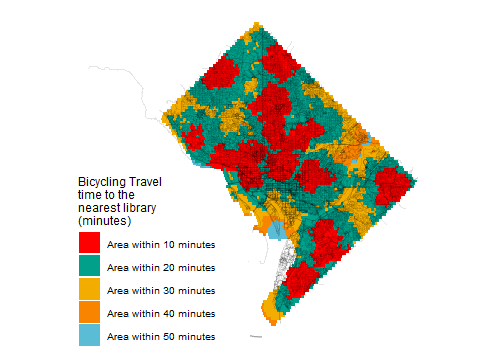 Bicycling Travel
time to the
nearest library
(minutes)
Area within 10 minutes
Area within 20 minutes
Area within 30 minutes
Area within 40 minutes
Area within 50 minutes